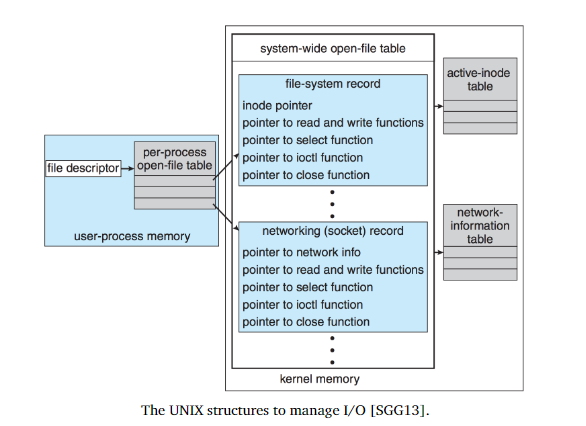 system-wide open-file table
file-system record
inode pointer
pointer to read and write functions
pointer to select function
pointer to ioctl function
pointer to close function
active-inode
table
per-process
open-file table
file descriptor
user-process memory
networking (socket) record
pointer to network info
pointer to read and write functions
pointer to select function
pointer to ioctl function
pointer to close function
network-
information
table
kernel memory
The UNIX structures to manage I/O [SGG13].